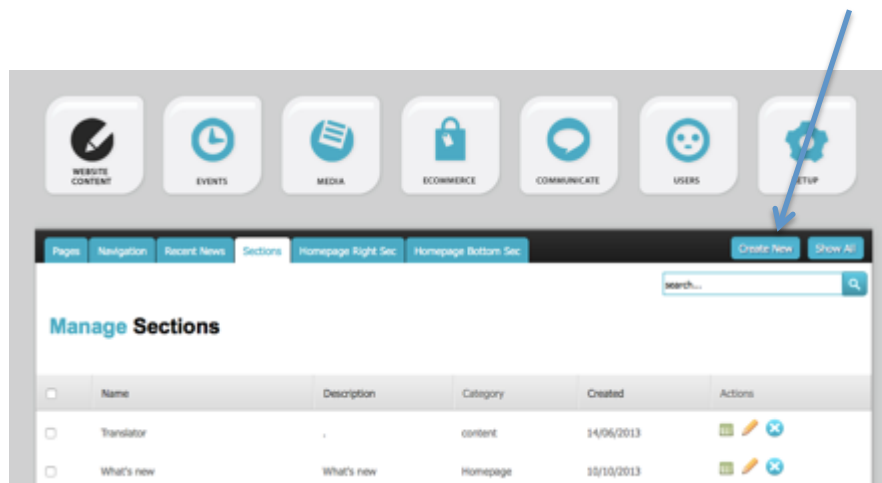 WEBSITE
CONTENT
EVENTS
MEDIA
ECOMMERCE
COMMUNICATE
USERS
ETUP
Pages Navigation Recent News Sections Homepage Right Sec Homepage Bottom Sec Create New Show All
search...
Manage Sections
Name Description Category Created Actions
Translator . content 14/06/2013
What's new What's new Homepage 10/10/2013